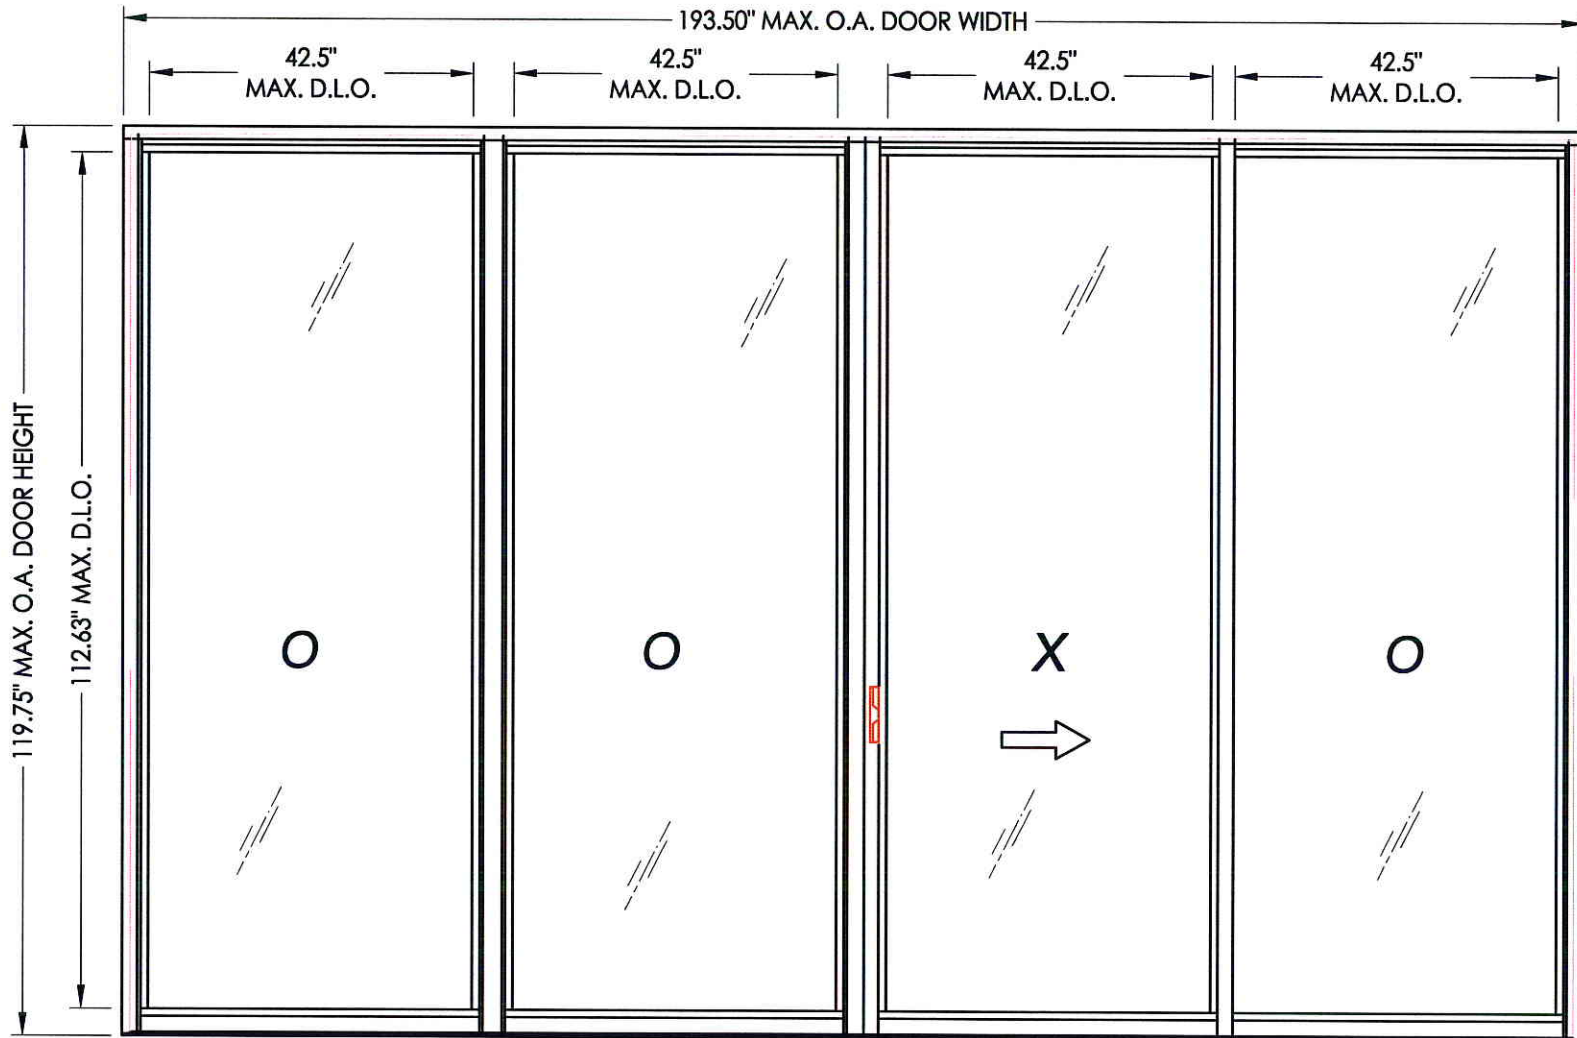 193.50" MAX. O.A. DOOR WIDTH
42.5"
MAX. D.L.O.
42.5"
MAX. D.L.O.
42.5"
MAX. D.L.O.
42.5"
MAX. D.L.O.
119.75" MAX. O.A. DOOR HEIGHT
112.63" MAX. D.L.O.
O
O
X
O